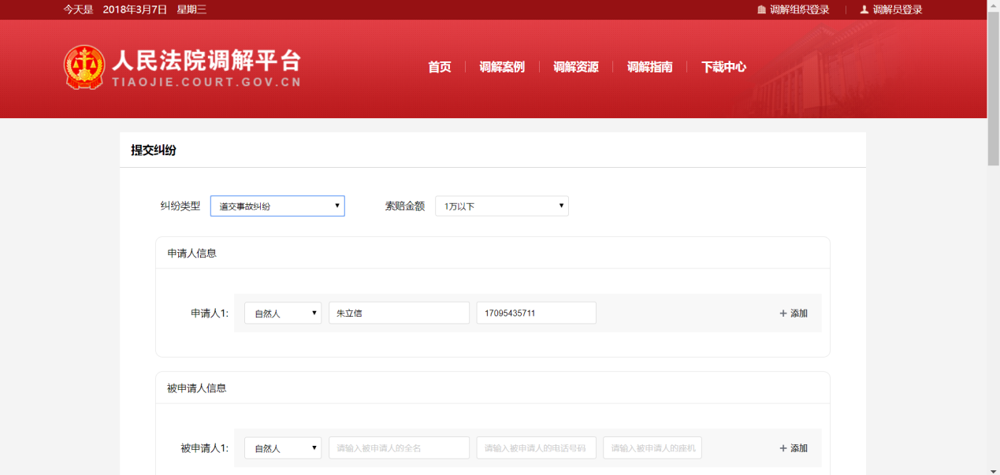 今天是 2018年3月7日 星期三 调解组织登录 调解员登录
人民法院调解平台
TIAOJIE.COURT.GOV.CN
首页 调解案例 调解资源 调解指南 下载中心
提交纠纷
纠纷类型 道交事故纠纷 索赔金额 1万以下
申请人信息
申请人1: 自然人 朱立信 17095435711 + 添加
被申请人信息
被申请人1: 自然人 请输入被申请人的全名 请输入被申请人的电话号码 请输入被申请人的座机 + 添加